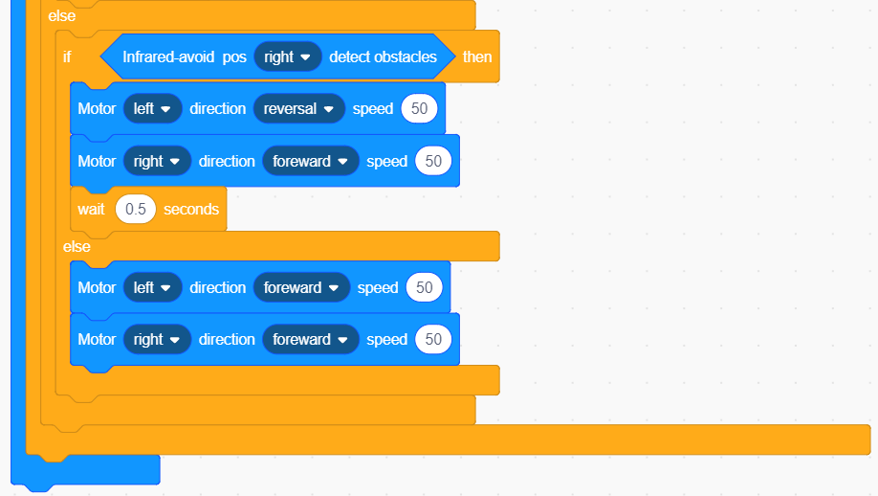 else
if Infrared-avoid pos right detect obstacles then
Motor left direction reversal speed 50
Motor right direction foreward speed 50
wait 0.5 seconds
else
Motor left direction foreward speed 50
Motor right direction foreward speed 50